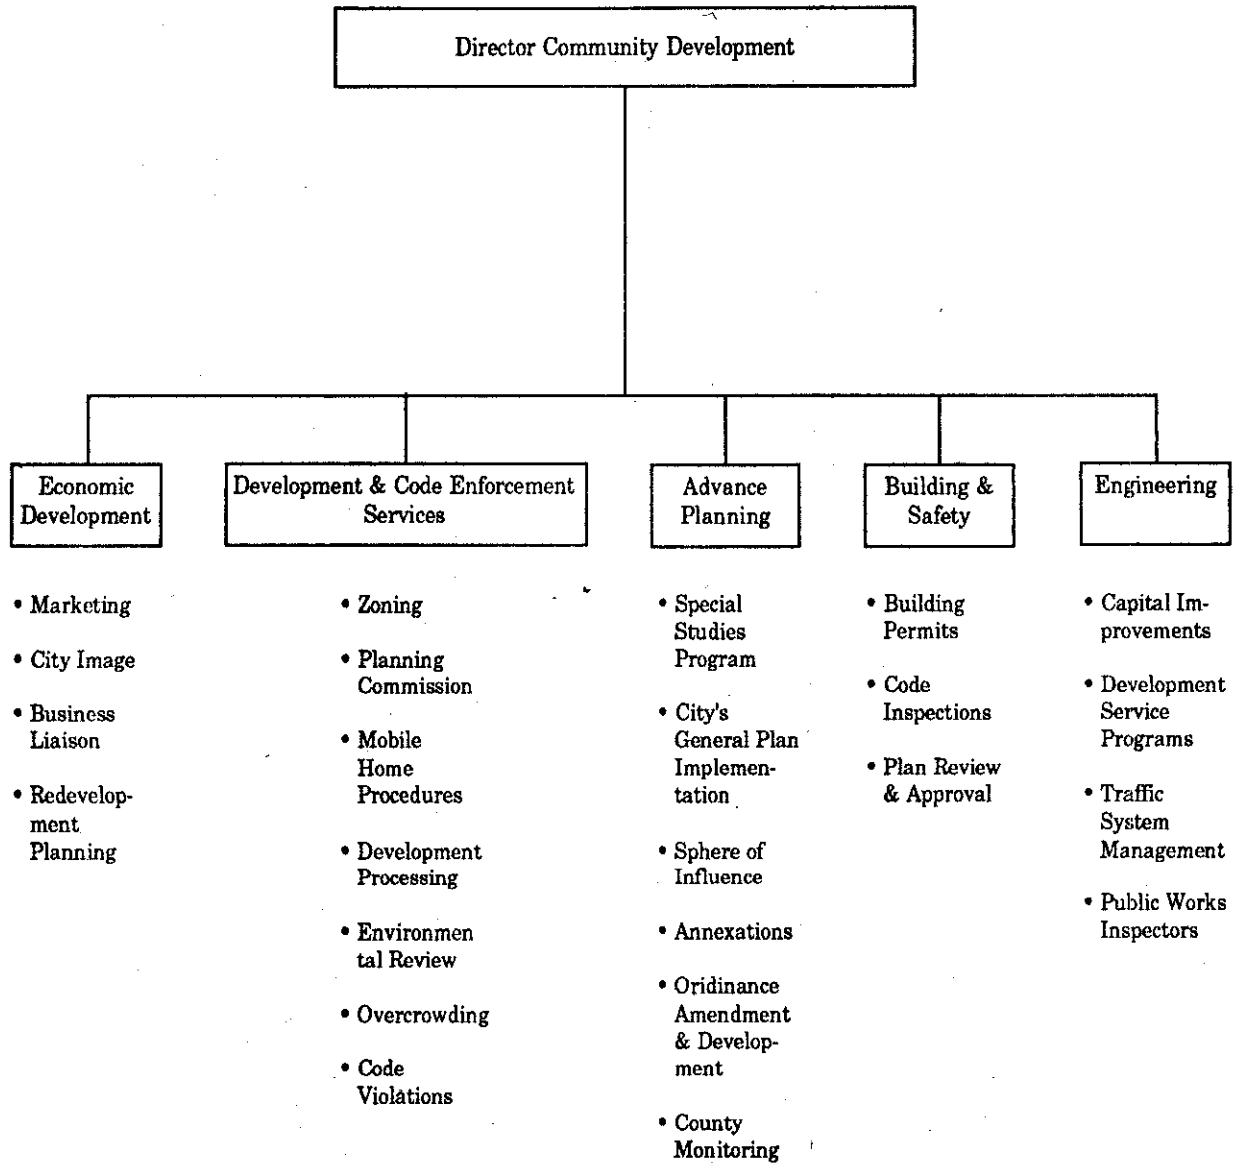 Director Community Development
Economic
Development
• Marketing
• City Image
• Business
Liaison
• Redevelop-
ment
Planning
Development & Code Enforcement
Services
• Zoning
• Planning
Commission
• Mobile
Home
Procedures
• Development
Processing
• Environmen
tal Review
• Overcrowding
• Code
Violations
Advance
Planning
• Special
Studies
Program
• City's
General Plan
Implemen-
tation
• Sphere of
Influence
• Annexations
• Oridinance
Amendment
& Develop-
ment
• County
Monitoring
Building &
Safety
• Building
Permits
• Code
Inspections
• Plan Review
& Approval
Engineering
• Capital Im-
provements
• Development
Service
Programs
• Traffic
System
Management
• Public Works
Inspectors